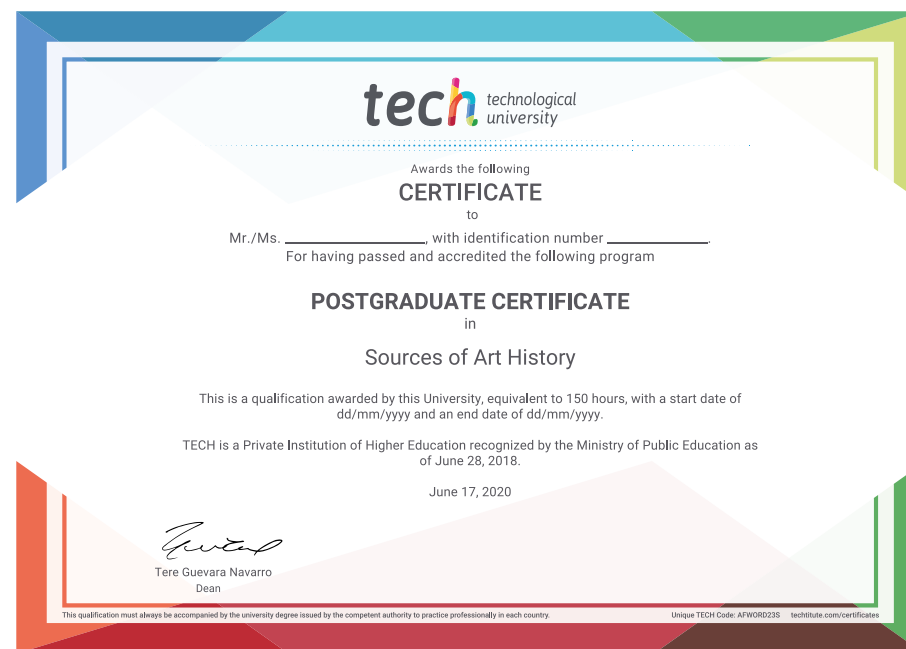 tech technological
university
Awards the following
CERTIFICATE
to
Mr./Ms. ____________________, with identification number ______________.
For having passed and accredited the following program
POSTGRADUATE CERTIFICATE
in
Sources of Art History
This is a qualification awarded by this University, equivalent to 150 hours, with a start date of
dd/mm/yyyy and an end date of dd/mm/yyyy.
TECH is a Private Institution of Higher Education recognized by the Ministry of Public Education as
of June 28, 2018.
June 17, 2020
Tere Guevara Navarro
Dean
This qualification must always be accompanied by the university degree issued by the competent authority to practice professionally in each country. Unique TECH Code: AFWORD23S techtitute.com/certificates